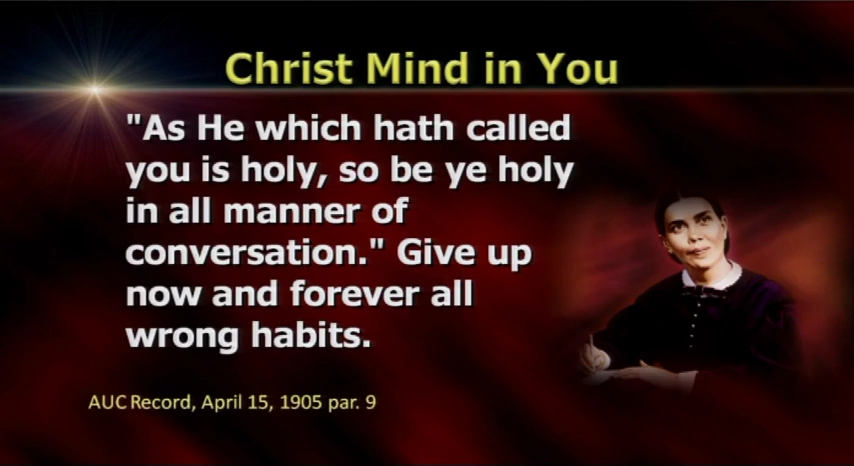 Christ Mind in You
"As He which hath called
you is holy, so be ye holy
in all manner of
conversation." Give up
now and forever all
wrong habits.
AUC Record, April 15, 1905 par. 9